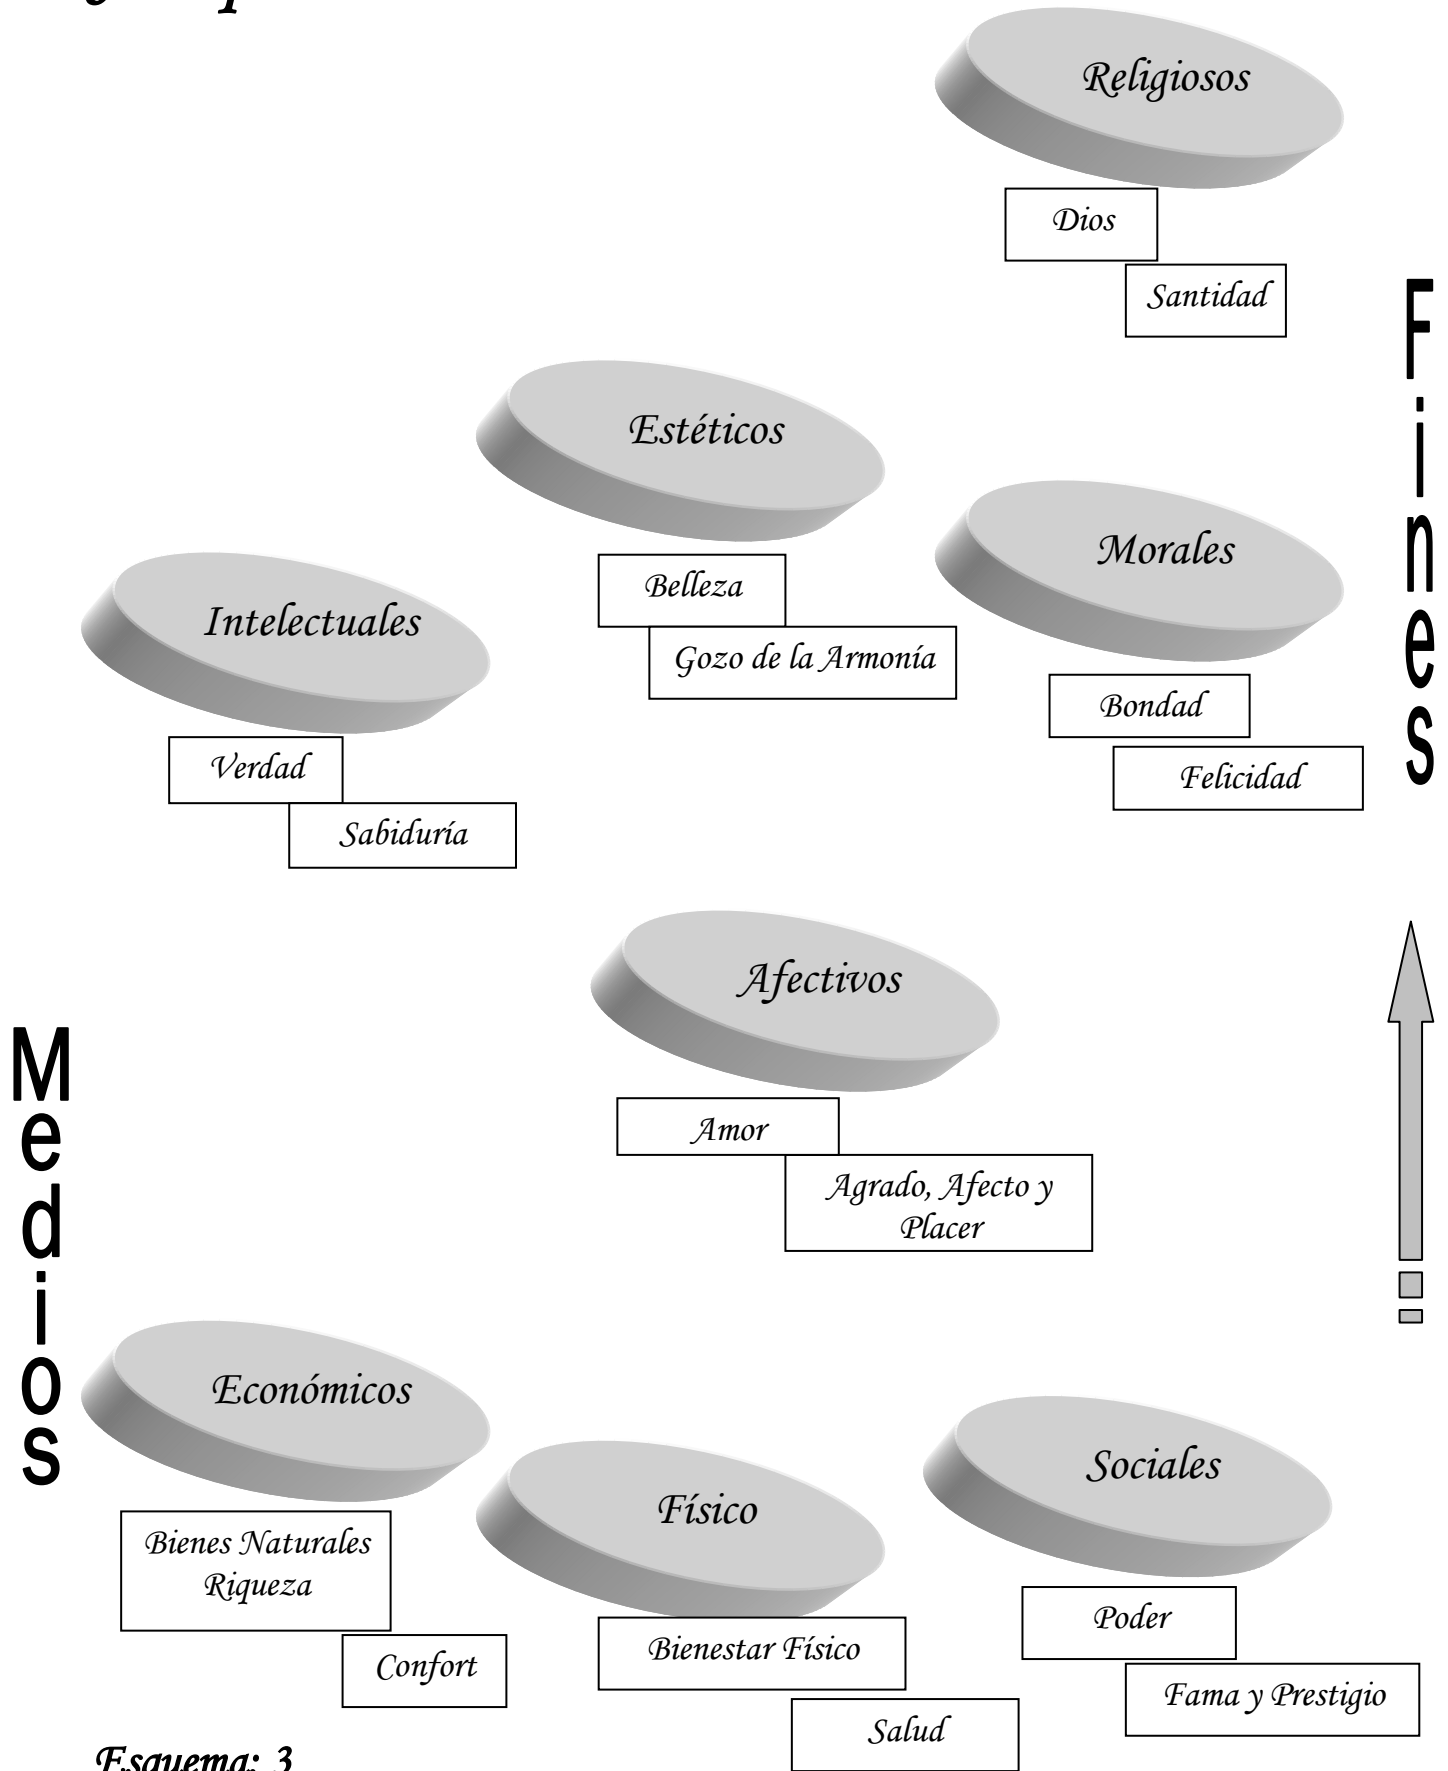 Religiosos
Dios
Santidad
Fines
Estéticos
Belleza
Gozo de la Armonía
Morales
Bondad
Felicidad
Intelectuales
Verdad
Sabiduría
Afectivos
Amor
Agrado, Afecto y
Placer
Medios
Económicos
Bienes Naturales
Riqueza
Confort
Físico
Bienestar Físico
Salud
Sociales
Poder
Fama y Prestigio
Esquema: 3